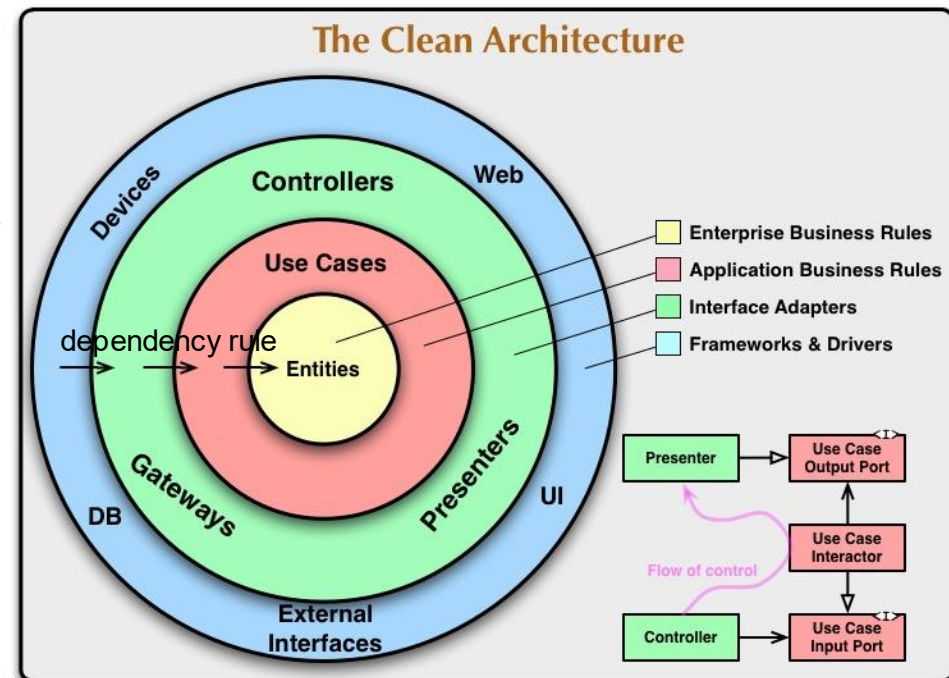 The Clean Architecture
Devices
Web
Controllers
Use Cases
Entities
dependency rule
Gateways
Presenters
DB
UI
External
Interfaces
Enterprise Business Rules
Application Business Rules
Interface Adapters
Frameworks & Drivers
Presenter
<I>
Use Case
Output Port
Use Case
Interactor
Flow of control
Controller
<I>
Use Case
Input Port